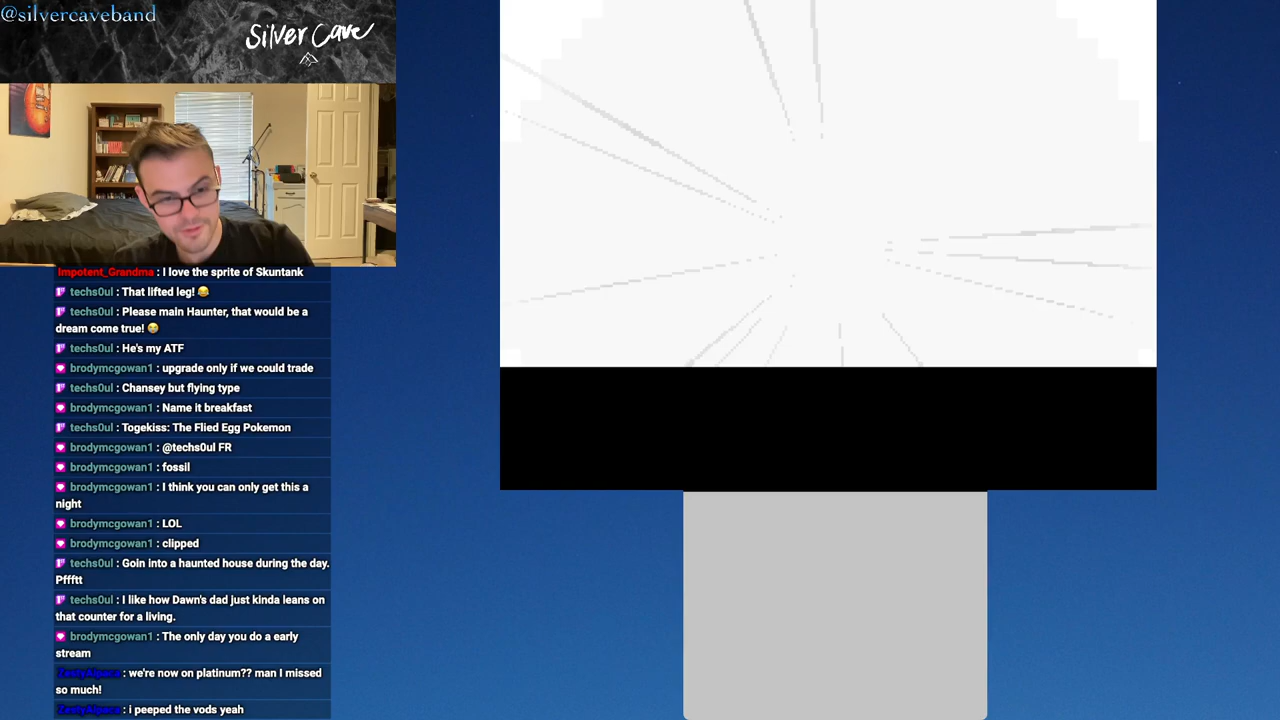 @silvercaveband
Silver Cave
Impotent_Grandma : I love the sprite of Skuntank
techs0ul : That lifted leg! 😂
techs0ul : Please main Haunter, that would be a
dream come true! 😭
techs0ul : He's my ATF
brodymcgowan1 : upgrade only if we could trade
techs0ul : Chansey but flying type
brodymcgowan1 : Name it breakfast
techs0ul : Togekiss: The Flied Egg Pokemon
brodymcgowan1 : @techs0ul FR
brodymcgowan1 : fossil
brodymcgowan1 : I think you can only get this a
night
brodymcgowan1 : LOL
brodymcgowan1 : clipped
techs0ul : Goin into a haunted house during the day.
Pffftt
techs0ul : I like how Dawn's dad just kinda leans on
that counter for a living.
brodymcgowan1 : The only day you do a early
stream
ZestyAlpaca : we're now on platinum?? man I missed
so much!
ZestyAlpaca : i peeped the vods yeah